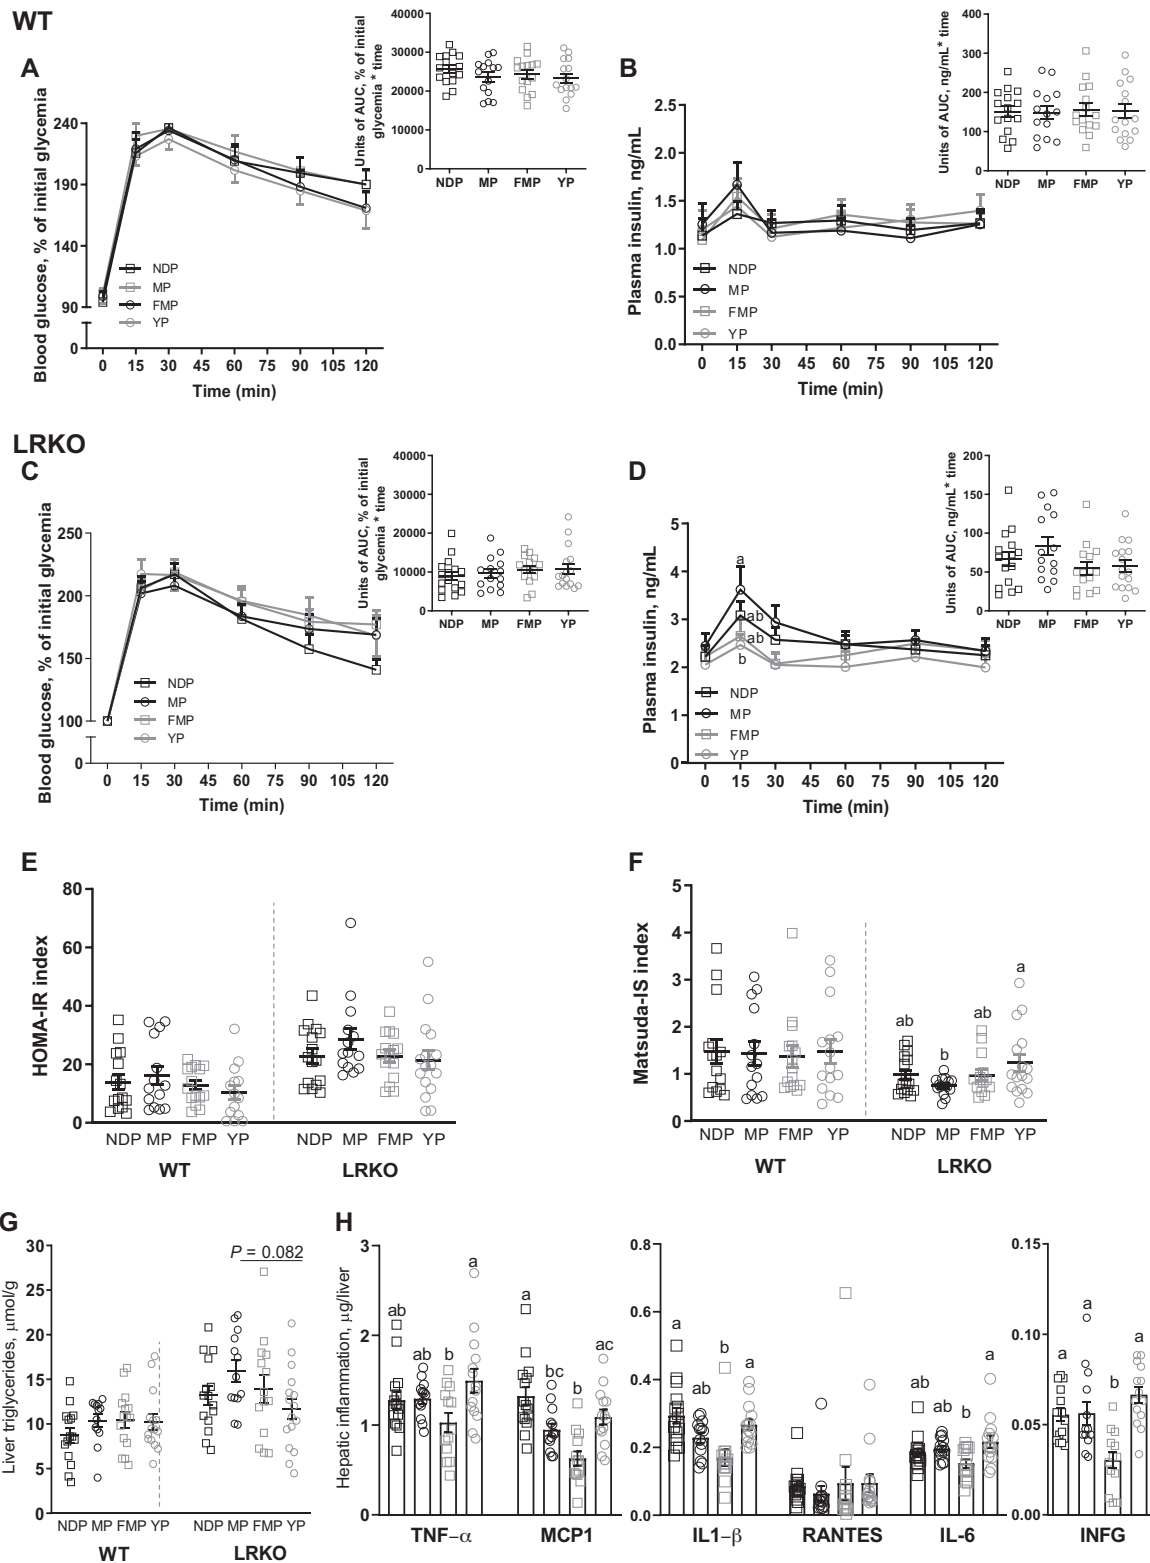 WT
A
Blood glucose, % of initial glycemia
240
190
140
90
0
0 15 30 45 60 75 90 105 120
Time (min)
NDP
MP
FMP
YP
Units of AUC, % of initial
glycemia * time
40000
30000
20000
10000
0
NDP MP FMP YP
B
Plasma insulin, ng/mL
2.5
2.0
1.5
1.0
0.5
0.0
0 15 30 45 60 75 90 105 120
Time (min)
NDP
MP
FMP
YP
Units of AUC, ng/mL* time
400
300
200
100
0
NDP MP FMP YP
LRKO
C
Blood glucose, % of initial glycemia
250
200
150
100
0
0 15 30 45 60 75 90 105 120
Time (min)
NDP
MP
FMP
YP
Units of AUC, % of initial
glycemia * time
40000
30000
20000
10000
0
NDP MP FMP YP
D
Plasma insulin, ng/mL
5
4
3
2
1
0
a
ab
ab
b
0 15 30 45 60 75 90 105 120
Time (min)
NDP
MP
FMP
YP
Units of AUC, ng/mL* time
200
150
100
50
0
NDP MP FMP YP
E
HOMA-IR index
80
60
40
20
0
NDP MP FMP YP NDP MP FMP YP
WT LRKO
F
Matsuda-IS index
5
4
3
2
1
0
ab b ab a
NDP MP FMP YP NDP MP FMP YP
WT LRKO
G
Liver triglycerides, μmol/g
30
25
20
15
10
5
0
P = 0.082
NDP MP FMP YP NDP MP FMP YP
WT LRKO
H
Hepatic inflammation, μg/liver
3
2
1
0
ab ab b a
a bc b ac
TNF−α MCP1
0.8
0.6
0.4
0.2
0.0
a ab b a
ab ab b a
IL1−β RANTES IL-6
0.15
0.10
0.05
0.00
a a b a
INFG